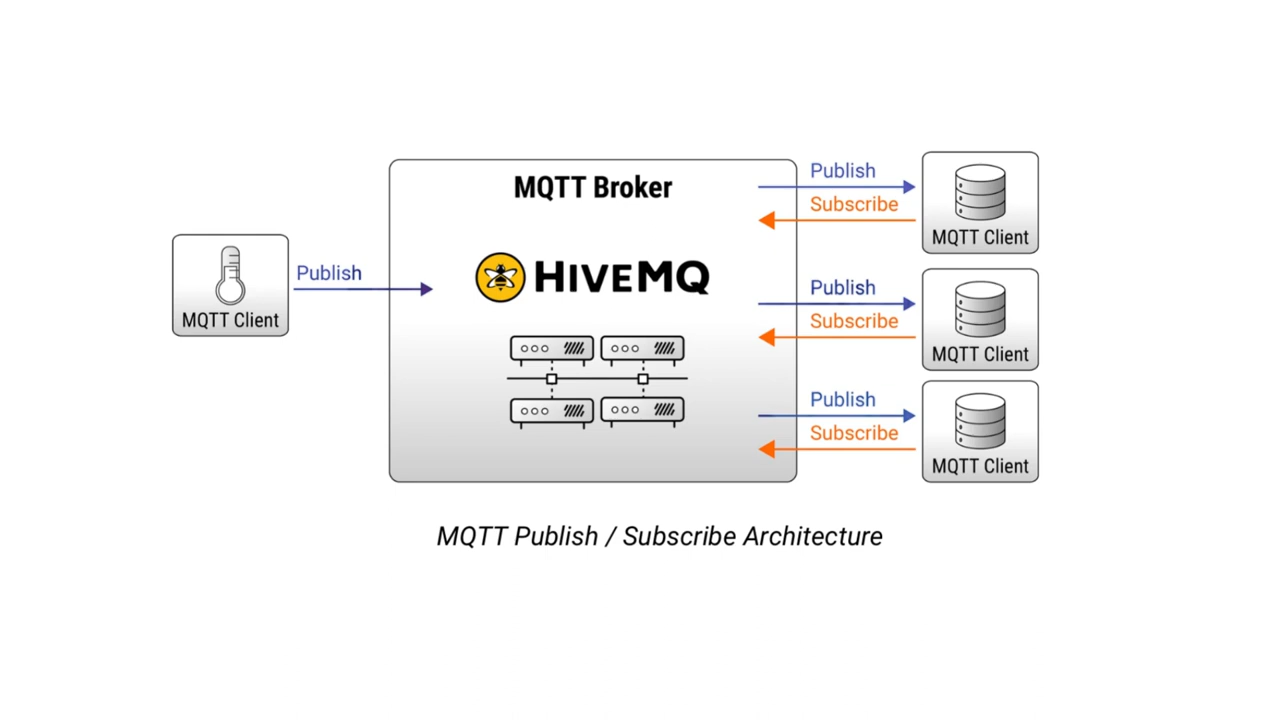 MQTT Broker
HIVEMQ
Publish
MQTT Client
Publish
Subscribe
MQTT Client
Publish
Subscribe
MQTT Client
Publish
Subscribe
MQTT Client
MQTT Publish / Subscribe Architecture